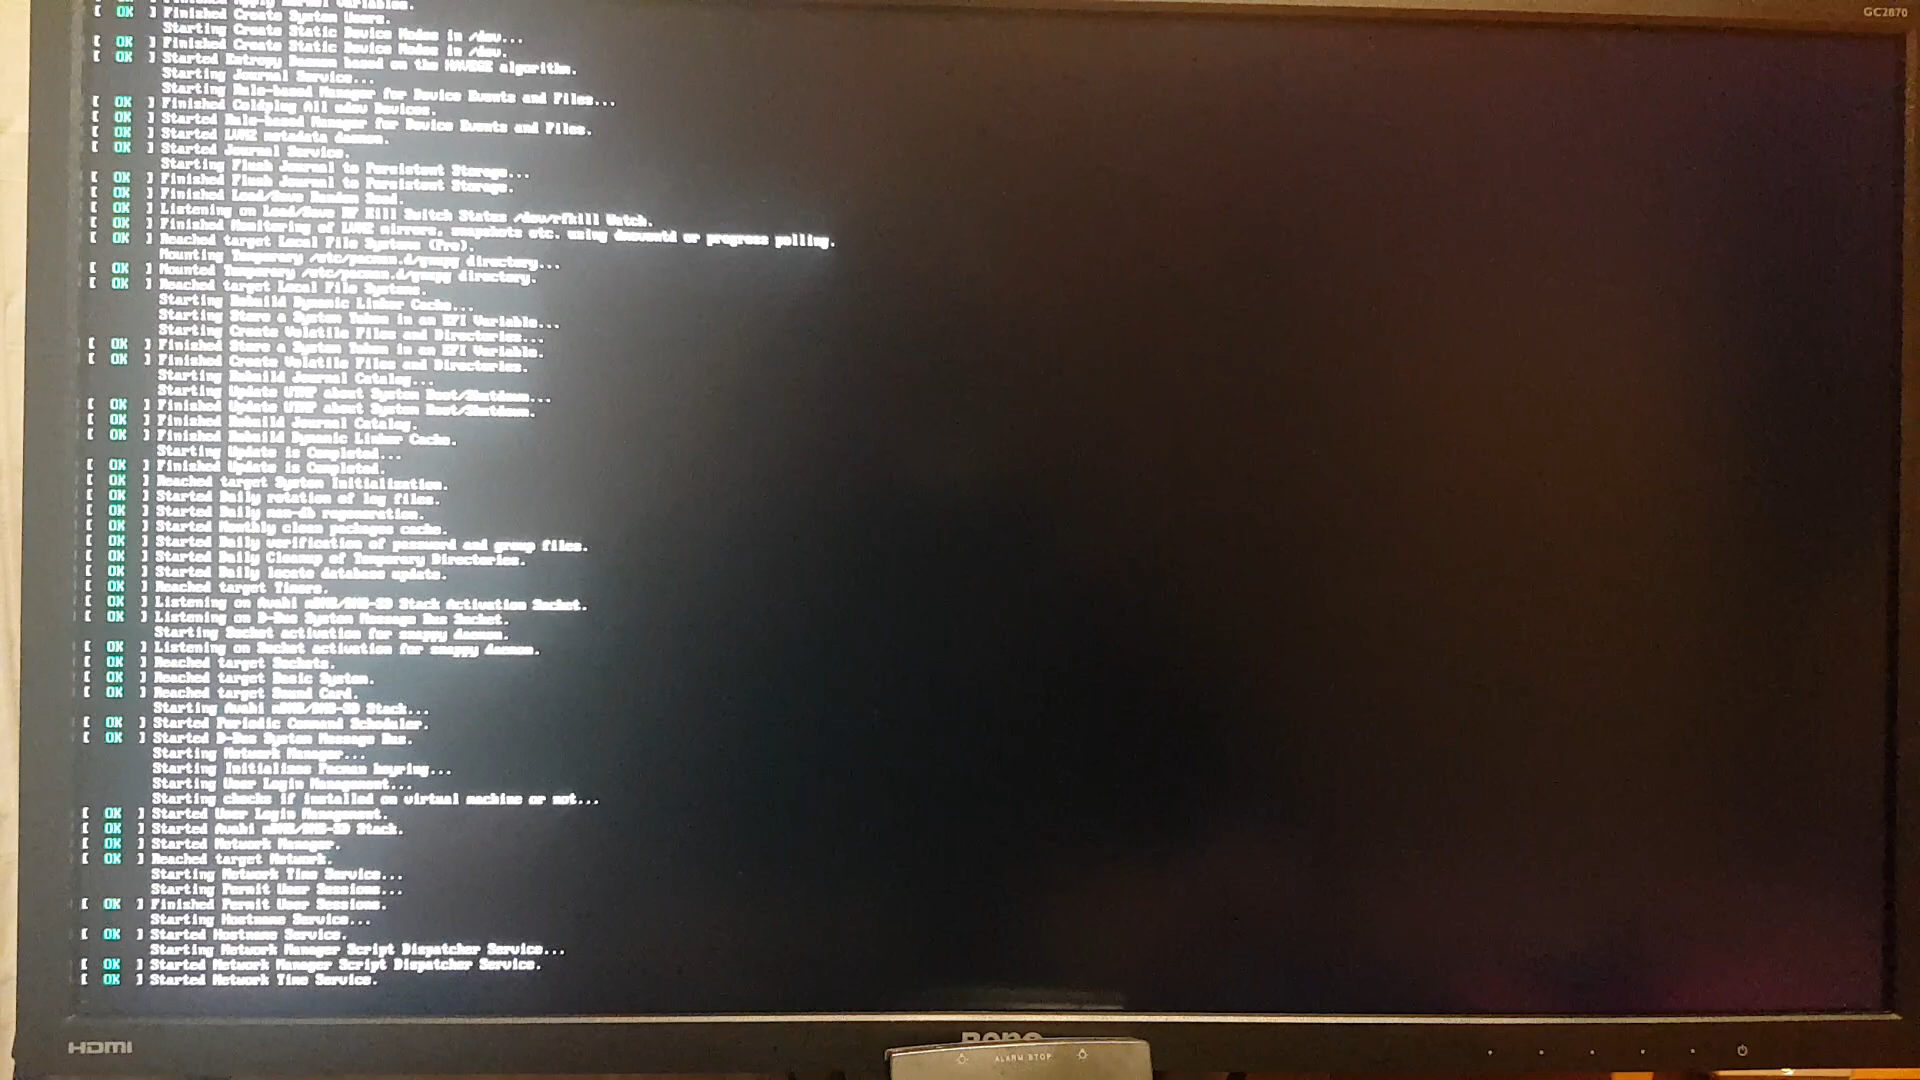 GC2870
[ OK ] Finished Apply Kernel Variables.
[ OK ] Finished Create System Users.
Starting Create Static Device Nodes in /dev...
[ OK ] Finished Create Static Device Nodes in /dev.
[ OK ] Started Entropy Daemon based on the HAVEGE algorithm.
Starting Journal Service...
Starting Rule-based Manager for Device Events and Files...
[ OK ] Finished Coldplug All udev Devices.
[ OK ] Started Rule-based Manager for Device Events and Files.
[ OK ] Started LVM2 metadata daemon.
[ OK ] Started Journal Service.
Starting Flush Journal to Persistent Storage...
[ OK ] Finished Flush Journal to Persistent Storage.
[ OK ] Finished Load/Save Random Seed.
[ OK ] Listening on Load/Save RF Kill Switch Status /dev/rfkill Watch.
[ OK ] Finished Monitoring of LVM2 mirrors, snapshots etc. using dmeventd or progress polling.
[ OK ] Reached target Local File Systems (Pre).
Mounting Temporary /etc/pacman.d/gnupg directory...
[ OK ] Mounted Temporary /etc/pacman.d/gnupg directory.
[ OK ] Reached target Local File Systems.
Starting Rebuild Dynamic Linker Cache...
Starting Store a System Token in an EFI Variable...
Starting Create Volatile Files and Directories...
[ OK ] Finished Store a System Token in an EFI Variable.
[ OK ] Finished Create Volatile Files and Directories.
Starting Rebuild Journal Catalog...
Starting Update UTMP about System Boot/Shutdown...
[ OK ] Finished Update UTMP about System Boot/Shutdown.
[ OK ] Finished Rebuild Journal Catalog.
[ OK ] Finished Rebuild Dynamic Linker Cache.
Starting Update is Completed...
[ OK ] Finished Update is Completed.
[ OK ] Reached target System Initialization.
[ OK ] Started Daily rotation of log files.
[ OK ] Started Daily man-db regeneration.
[ OK ] Started Monthly clean packages cache.
[ OK ] Started Daily verification of password and group files.
[ OK ] Started Daily Cleanup of Temporary Directories.
[ OK ] Started Daily locate database update.
[ OK ] Reached target Timers.
[ OK ] Listening on Avahi mDNS/DNS-SD Stack Activation Socket.
[ OK ] Listening on D-Bus System Message Bus Socket.
Starting Socket activation for snappy daemon.
[ OK ] Listening on Socket activation for snappy daemon.
[ OK ] Reached target Sockets.
[ OK ] Reached target Basic System.
[ OK ] Reached target Sound Card.
Starting Avahi mDNS/DNS-SD Stack...
[ OK ] Started Periodic Command Scheduler.
[ OK ] Started D-Bus System Message Bus.
Starting Network Manager...
Starting Initialize Pacman keyring...
Starting User Login Management...
Starting checks if installed on virtual machine or not...
[ OK ] Started User Login Management.
[ OK ] Started Avahi mDNS/DNS-SD Stack.
[ OK ] Started Network Manager.
[ OK ] Reached target Network.
Starting Network Time Service...
Starting Permit User Sessions...
[ OK ] Finished Permit User Sessions.
Starting Hostname Service...
[ OK ] Started Hostname Service.
Starting Network Manager Script Dispatcher Service...
[ OK ] Started Network Manager Script Dispatcher Service.
[ OK ] Started Network Time Service.
HDMI
BenQ
ALARM STOP